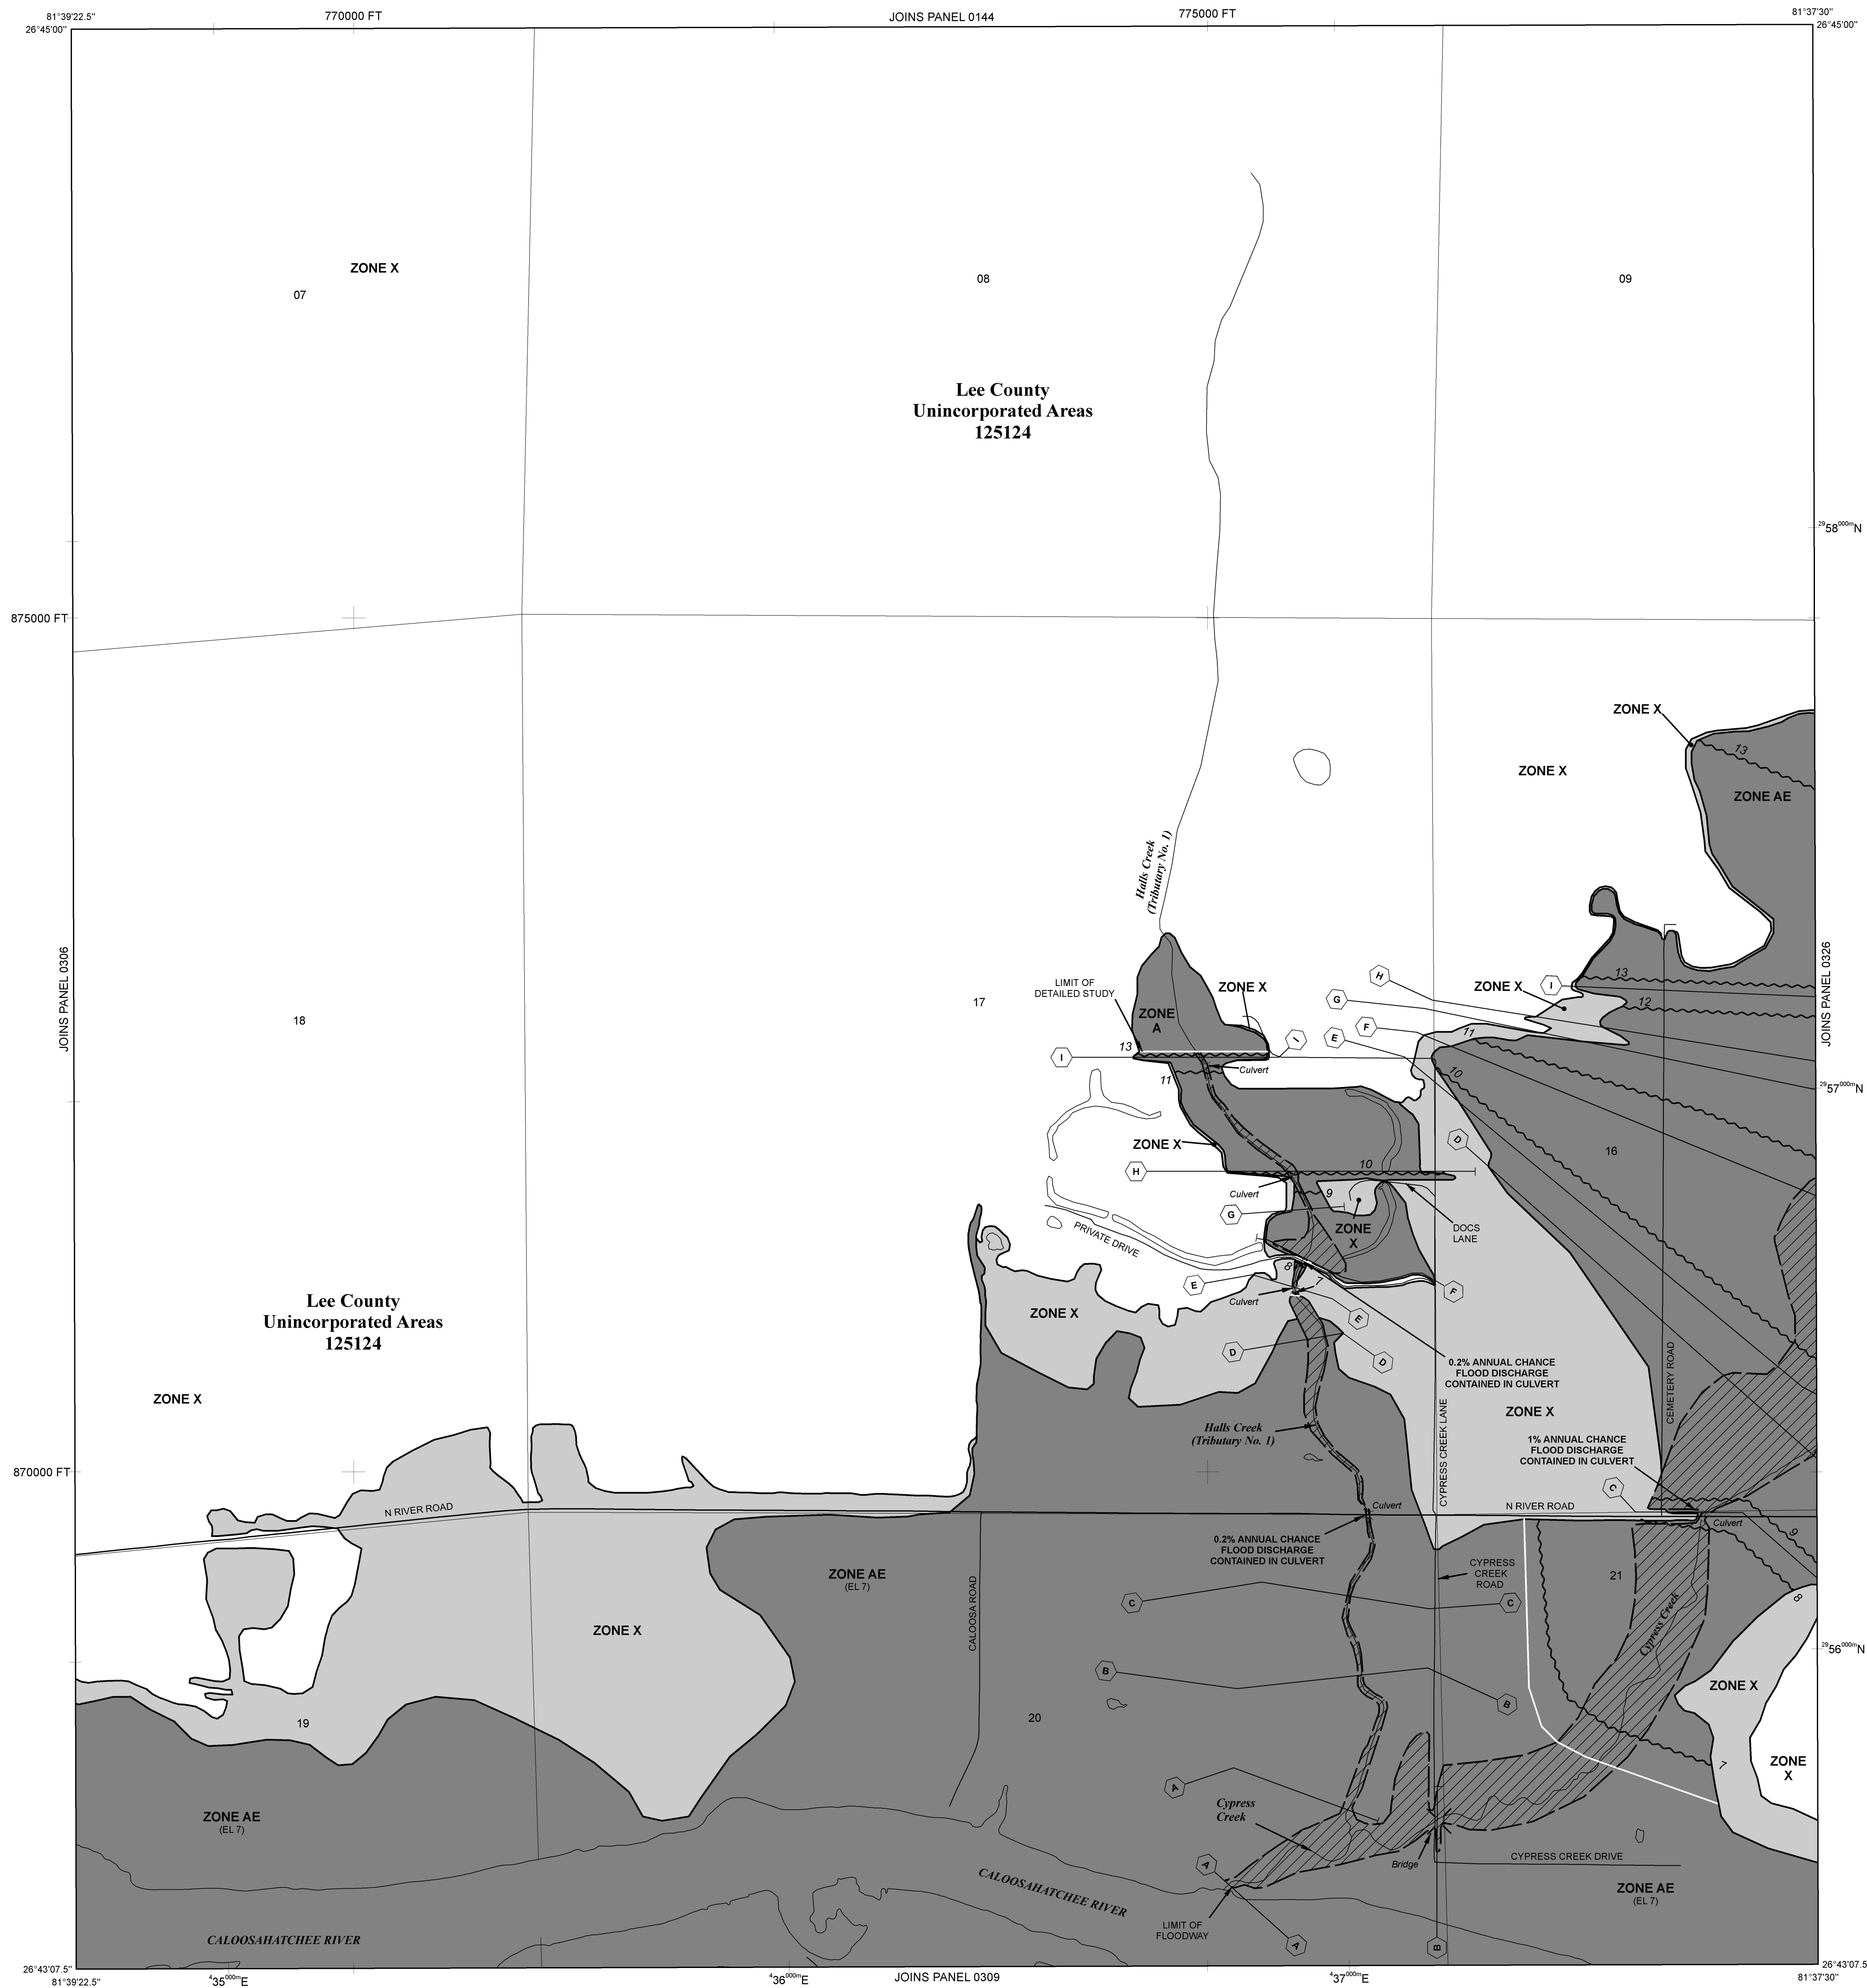 81°39'22.5"
770000 FT
JOINS PANEL 0144
775000 FT
81°37'30"
26°45'00"
26°45'00"
ZONE X
07
08
09
Lee County
Unincorporated Areas
125124
2958000mN
875000 FT
ZONE X
13
ZONE X
ZONE AE
Halls Creek
(Tributary No. 1)
JOINS PANEL 0306
JOINS PANEL 0326
18
17
LIMIT OF
DETAILED STUDY
ZONE X
ZONE
A
H
G
F
E
ZONE X
I
13
12
11
10
I
13
I
Culvert
11
2957000mN
ZONE X
D
16
H
10
Culvert
9
G
ZONE
X
DOCS
LANE
PRIVATE DRIVE
E
8
7
F
Culvert
E
D
D
Lee County
Unincorporated Areas
125124
ZONE X
0.2% ANNUAL CHANCE
FLOOD DISCHARGE
CONTAINED IN CULVERT
ZONE X
ZONE X
CYPRESS CREEK LANE
CEMETERY ROAD
Halls Creek
(Tributary No. 1)
1% ANNUAL CHANCE
FLOOD DISCHARGE
CONTAINED IN CULVERT
870000 FT
C
N RIVER ROAD
Culvert
N RIVER ROAD
Culvert
9
0.2% ANNUAL CHANCE
FLOOD DISCHARGE
CONTAINED IN CULVERT
ZONE AE
(EL 7)
CYPRESS
CREEK
ROAD
21
8
CALOOSA ROAD
C
C
Cypress Creek
ZONE X
2956000mN
B
B
ZONE X
19
20
7
ZONE
X
A
Cypress
Creek
ZONE AE
(EL 7)
A
Bridge
CYPRESS CREEK DRIVE
ZONE AE
(EL 7)
CALOOSAHATCHEE RIVER
LIMIT OF
FLOODWAY
CALOOSAHATCHEE RIVER
A
B
26°43'07.5"
26°43'07.5
81°39'22.5"
435000mE
436000mE
JOINS PANEL 0309
437000mE
81°37'30"